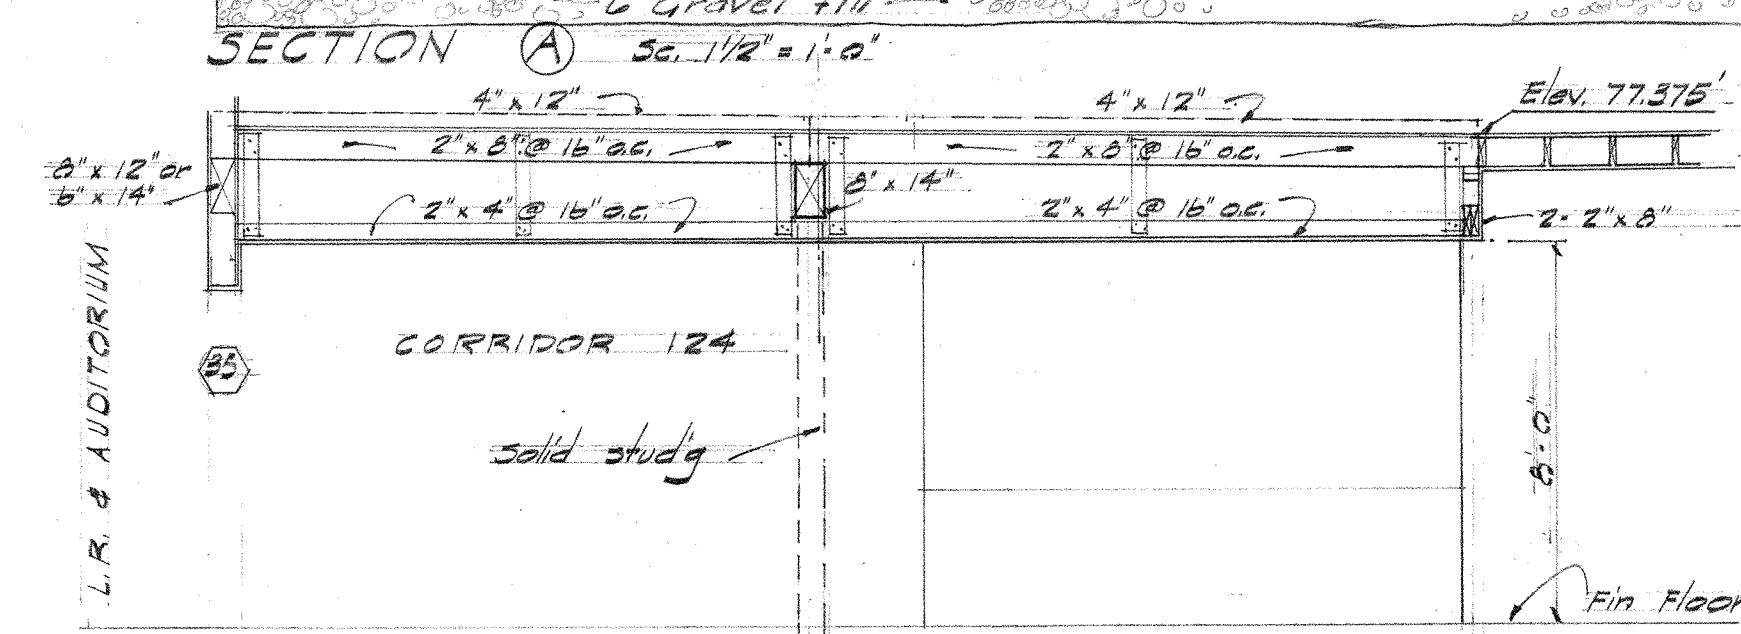 6" Gravel fill
SECTION A Sc. 1 1/2" = 1'-0"
4" x 12"
4" x 12"
Elev. 77.375'
2" x 8" @ 16" o.c.
2" x 8" @ 16" o.c.
8" x 12" or
6" x 14"
8" x 14"
2" x 4" @ 16" o.c.
2" x 4" @ 16" o.c.
2- 2" x 8"
L.R. & AUDITORIUM
CORRIDOR 124
35
Solid stud'g
8'-0"
Fin Floor